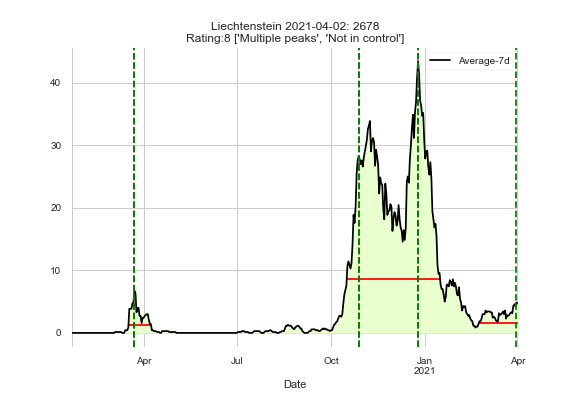 Liechtenstein 2021-04-02: 2678
Rating:8 ['Multiple peaks', 'Not in control']
Average-7d
40
30
20
10
0
Apr
Jul
Oct
Jan
2021
Apr
Date